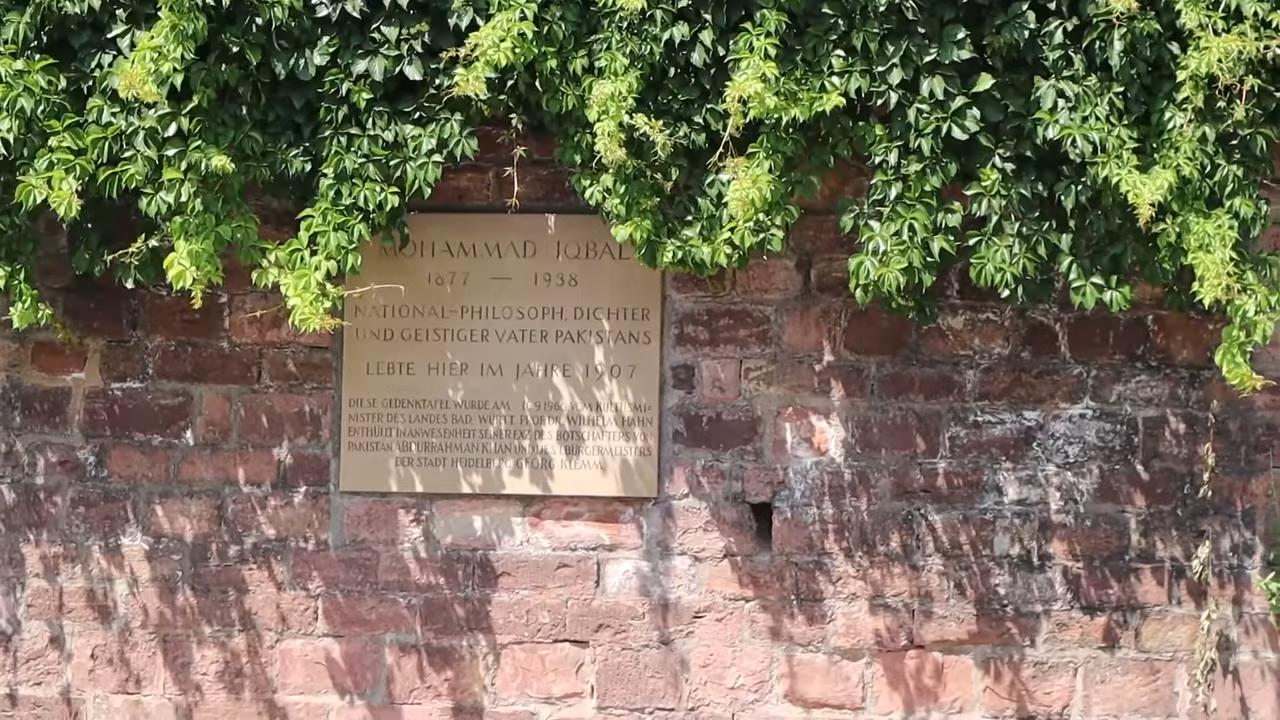 MOHAMMAD IQBAL
1877 — 1938
NATIONAL-PHILOSOPH, DICHTER
UND GEISTIGER VATER PAKISTANS
LEBTE HIER IM JAHRE 1907
DIESE GEDENKTAFEL WURDE AM 16.9.1966 VOM KULTUSMI-
NISTER DES LANDES BAD. WÜRTT. PROF. DR. WILHELM HAHN
ENTHÜLLT IN ANWESENHEIT SEINER EXZ. DES BOTSCHAFTERS VON
PAKISTAN ABDURRAHMAN KHAN UND DES I. BÜRGERMEISTERS
DER STADT HEIDELBERG GEORG KLEMM